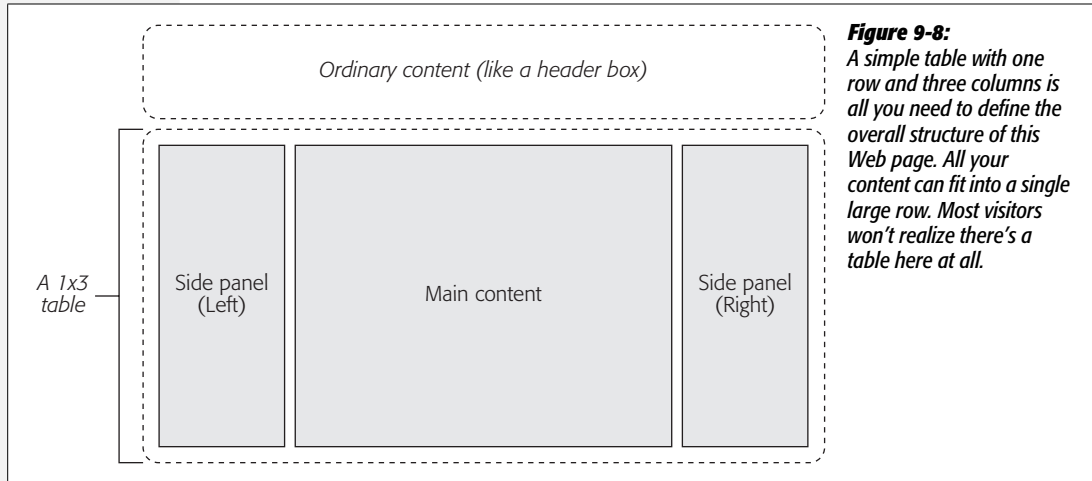 Ordinary content (like a header box)
A 1x3
table
Side panel
(Left)
Main content
Side panel
(Right)
Figure 9-8:
A simple table with one
row and three columns is
all you need to define the
overall structure of this
Web page. All your
content can fit into a single
large row. Most visitors
won’t realize there’s a
table here at all.